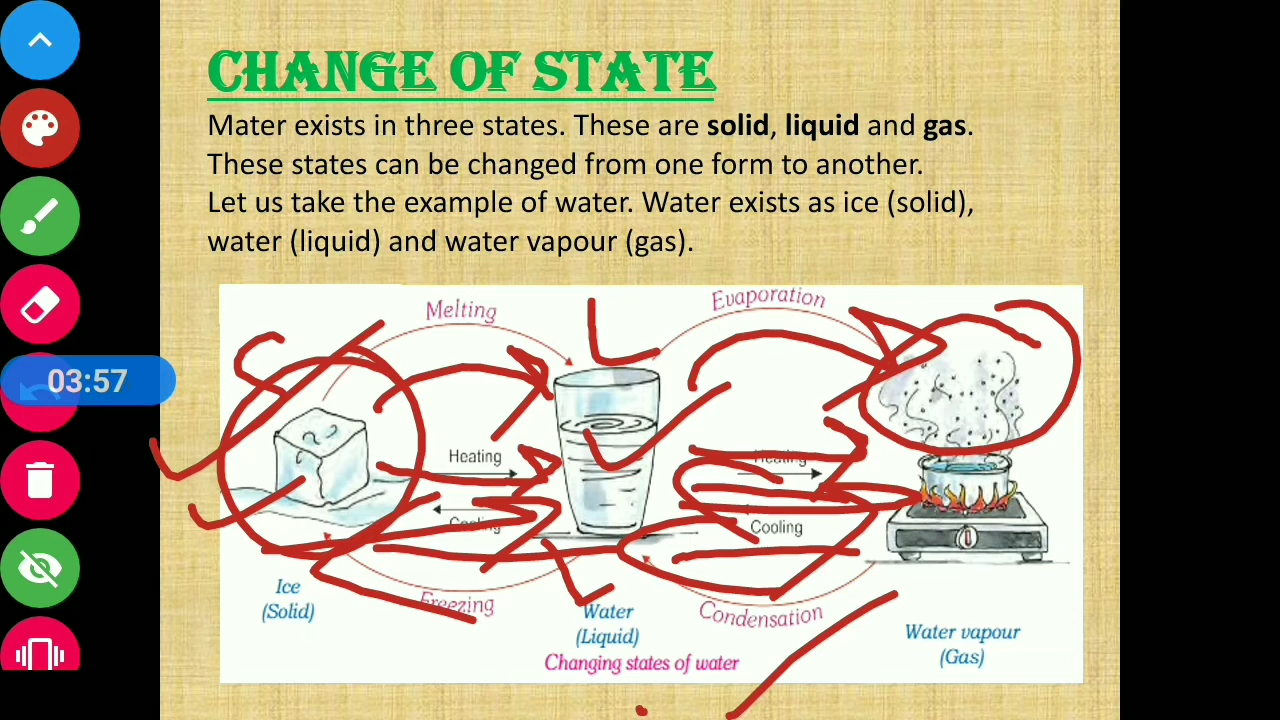 CHANGE OF STATE
Mater exists in three states. These are solid, liquid and gas.
These states can be changed from one form to another.
Let us take the example of water. Water exists as ice (solid),
water (liquid) and water vapour (gas).
Melting
Evaporation
03:57
Heating
Heating
Cooling
Cooling
Ice
(Solid)
Freezing
Water
(Liquid)
Condensation
Water vapour
(Gas)
Changing states of water